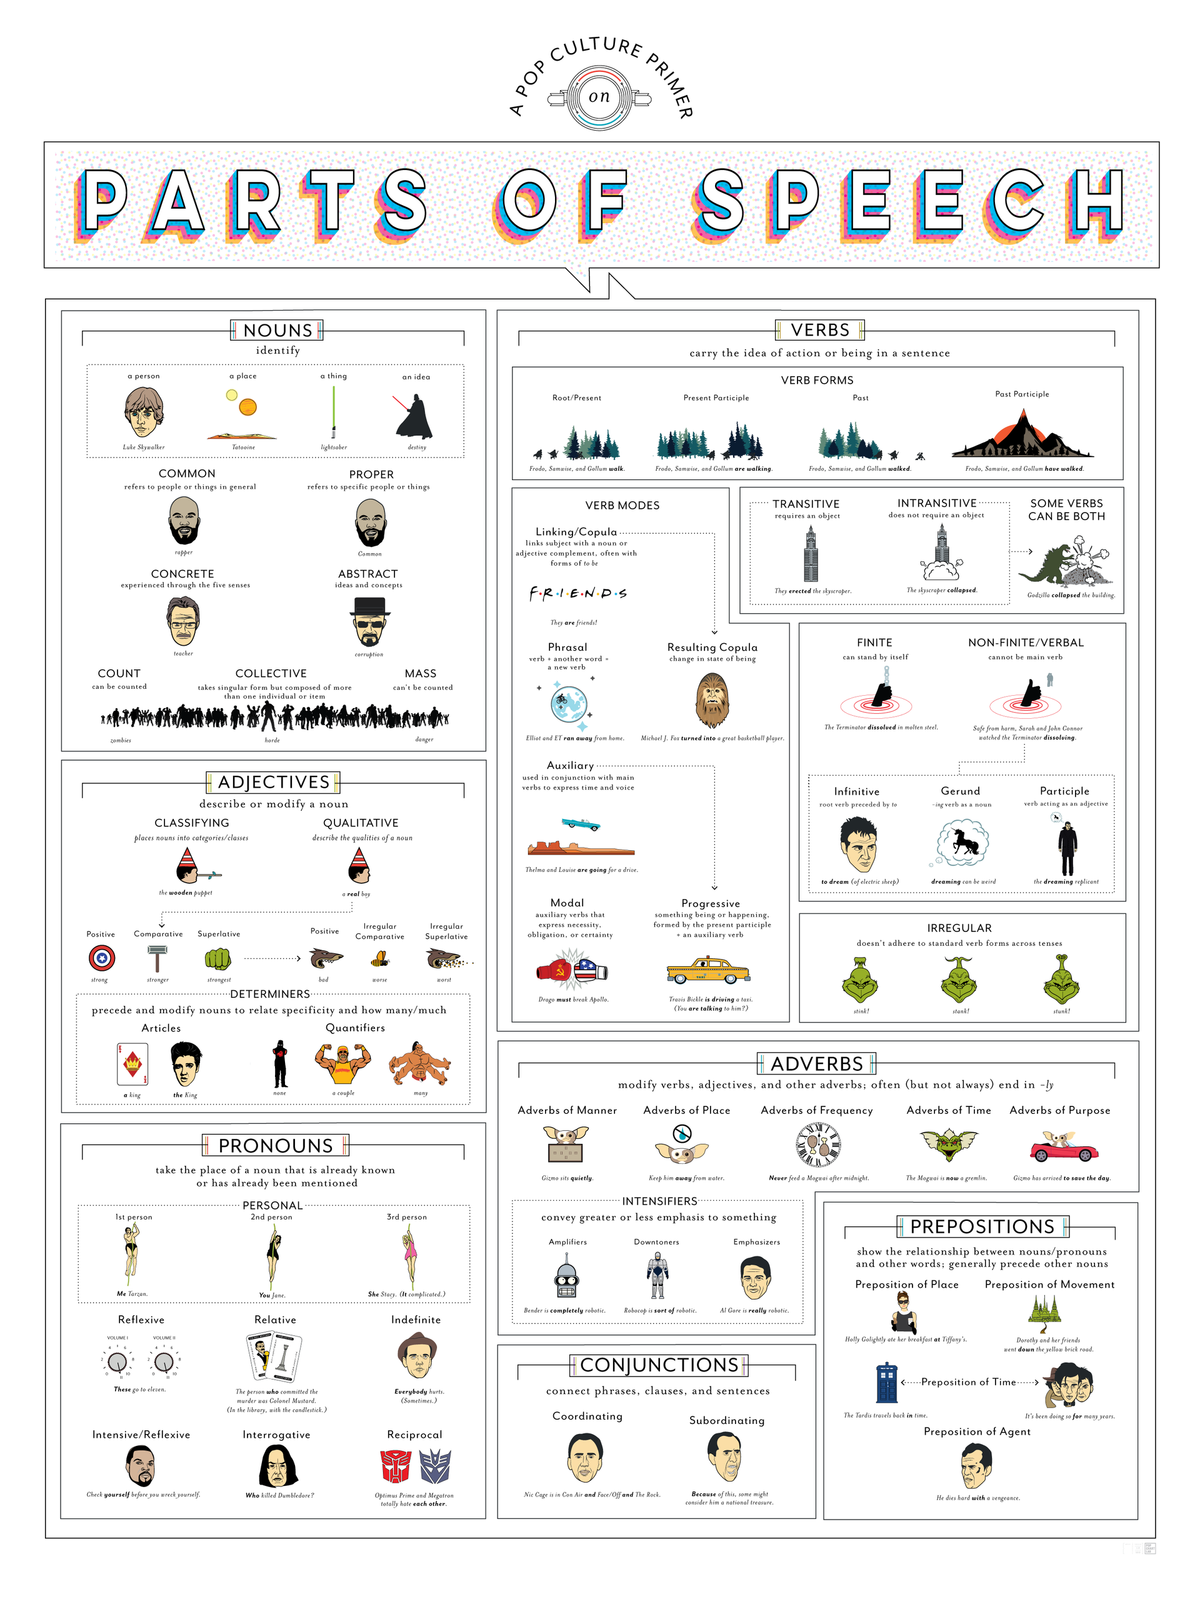 A POP CULTURE PRIMER
on
PARTS OF SPEECH
NOUNS
identify
a person
a place
a thing
an idea
Luke Skywalker
Tatooine
lightsaber
destiny
COMMON
refers to people or things in general
rapper
PROPER
refers to specific people or things
Common
CONCRETE
experienced through the five senses
teacher
ABSTRACT
ideas and concepts
corruption
COUNT
can be counted
zombies
COLLECTIVE
takes singular form but composed of more
than one individual or item
horde
MASS
can't be counted
danger
ADJECTIVES
describe or modify a noun
CLASSIFYING
places nouns into categories/classes
the wooden puppet
QUALITATIVE
describe the qualities of a noun
a real boy
Positive
strong
Comparative
stronger
Superlative
strongest
Positive
bad
Irregular
Comparative
worse
Irregular
Superlative
worst
DETERMINERS
precede and modify nouns to relate specificity and how many/much
Articles
a king
the King
Quantifiers
none
a couple
many
PRONOUNS
take the place of a noun that is already known
or has already been mentioned
PERSONAL
1st person
Me Tarzan.
2nd person
You Jane.
3rd person
She Stacy. (It complicated.)
Reflexive
VOLUME I
VOLUME II
These go to eleven.
Relative
The person who committed the
murder was Colonel Mustard.
(In the library, with the candlestick.)
Indefinite
Everybody hurts.
(Sometimes.)
Intensive/Reflexive
Check yourself before you wreck yourself.
Interrogative
Who killed Dumbledore?
Reciprocal
Optimus Prime and Megatron
totally hate each other.
VERBS
carry the idea of action or being in a sentence
VERB FORMS
Root/Present
Frodo, Samwise, and Gollum walk.
Present Participle
Frodo, Samwise, and Gollum are walking.
Past
Frodo, Samwise, and Gollum walked.
Past Participle
Frodo, Samwise, and Gollum have walked.
VERB MODES
Linking/Copula
links subject with a noun or
adjective complement, often with
forms of to be
F·R·I·E·N·D·S
They are friends!
Phrasal
verb + another word =
a new verb
Elliot and ET ran away from home.
Resulting Copula
change in state of being
Michael J. Fox turned into a great basketball player.
Auxiliary
used in conjunction with main
verbs to express time and voice
Thelma and Louise are going for a drive.
Modal
auxiliary verbs that
express necessity,
obligation, or certainty
Drago must break Apollo.
Progressive
something being or happening,
formed by the present participle
+ an auxiliary verb
Travis Bickle is driving a taxi.
(You are talking to him?)
TRANSITIVE
requires an object
They erected the skyscraper.
INTRANSITIVE
does not require an object
The skyscraper collapsed.
SOME VERBS
CAN BE BOTH
Godzilla collapsed the building.
FINITE
can stand by itself
The Terminator dissolved in molten steel.
NON-FINITE/VERBAL
cannot be main verb
Safe from harm, Sarah and John Connor
watched the Terminator dissolving.
Infinitive
root verb preceded by to
to dream (of electric sheep)
Gerund
-ing verb as a noun
dreaming can be weird
Participle
verb acting as an adjective
the dreaming replicant
IRREGULAR
doesn't adhere to standard verb forms across tenses
stink!
stank!
stunk!
ADVERBS
modify verbs, adjectives, and other adverbs; often (but not always) end in -ly
Adverbs of Manner
Gizmo sits quietly.
Adverbs of Place
Keep him away from water.
Adverbs of Frequency
Never feed a Mogwai after midnight.
Adverbs of Time
The Mogwai is now a gremlin.
Adverbs of Purpose
Gizmo has arrived to save the day.
INTENSIFIERS
convey greater or less emphasis to something
Amplifiers
Bender is completely robotic.
Downtoners
Robocop is sort of robotic.
Emphasizers
Al Gore is really robotic.
CONJUNCTIONS
connect phrases, clauses, and sentences
Coordinating
Nic Cage is in Con Air and Face/Off and The Rock.
Subordinating
Because of this, some might
consider him a national treasure.
PREPOSITIONS
show the relationship between nouns/pronouns
and other words; generally precede other nouns
Preposition of Place
Holly Golightly ate her breakfast at Tiffany's.
Preposition of Movement
Dorothy and her friends
went down the yellow brick road.
Preposition of Time
The Tardis travels back in time.
It's been doing so for many years.
Preposition of Agent
He dies hard with a vengeance.